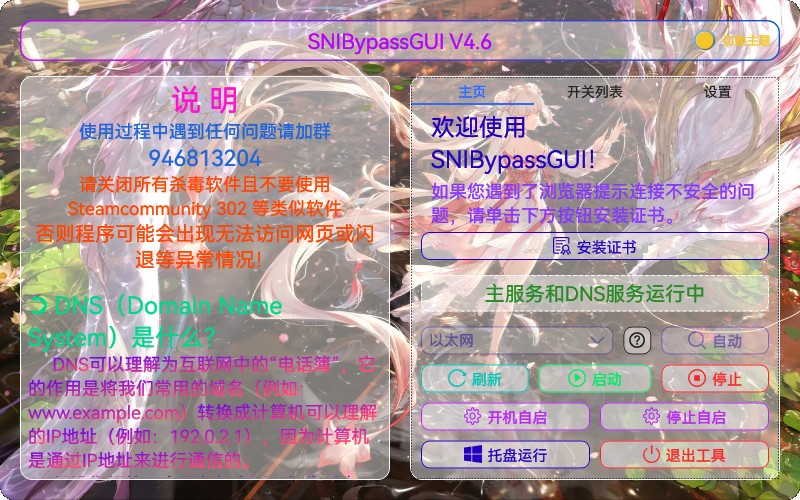 SNIBypassGUI V4.6
切换主题
说 明
使用过程中遇到任何问题请加群
946813204
请关闭所有杀毒软件且不要使用
Steamcommunity 302 等类似软件
否则程序可能会出现无法访问网页或闪
退等异常情况!
➲ DNS（Domain Name
System）是什么？
DNS可以理解为互联网中的“电话簿”，它
的作用是将我们常用的域名（例如:
www.example.com）转换成计算机可以理解
的IP地址（例如：192.0.2.1），因为计算机
是通过IP地址来进行通信的。
主页
开关列表
设置
欢迎使用
SNIBypassGUI!
如果您遇到了浏览器提示连接不安全的问
题，请单击下方按钮安装证书。
安装证书
主服务和DNS服务运行中
以太网
自动
刷新
启动
停止
开机自启
停止自启
托盘运行
退出工具